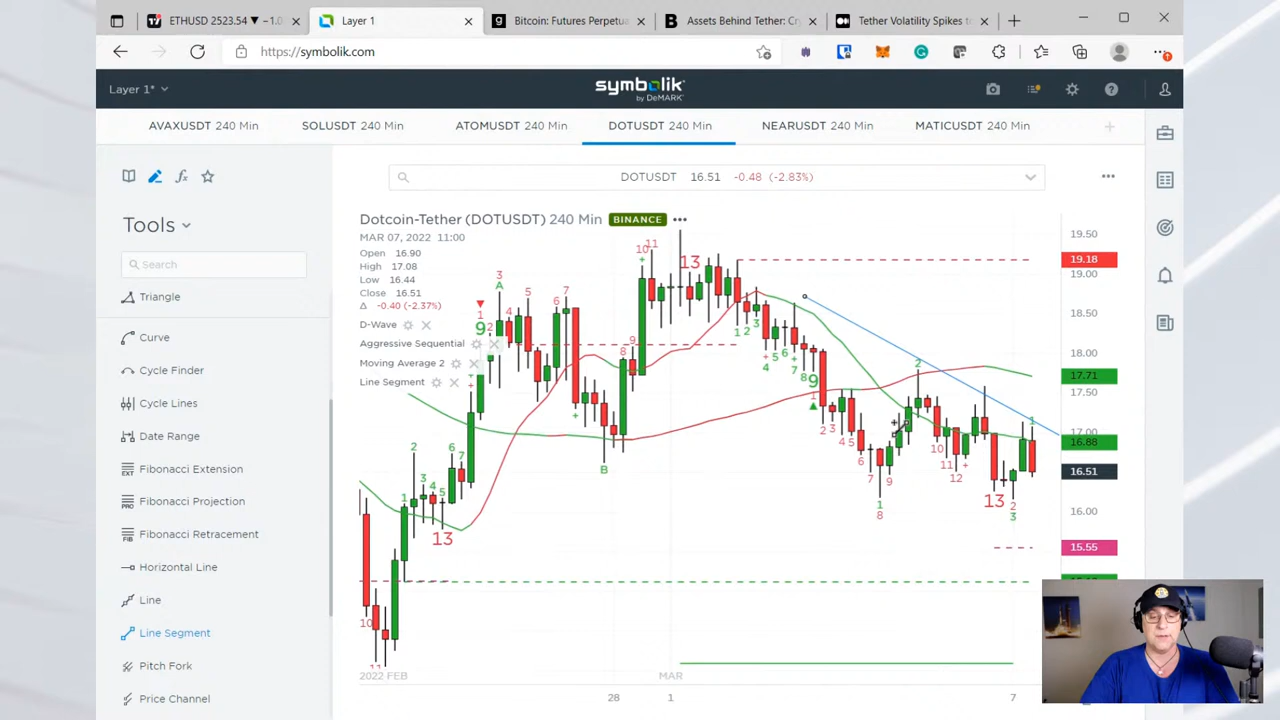 ETHUSD 2523.54 ▼ −1.0
Layer 1
Bitcoin: Futures Perpetua
Assets Behind Tether: Cry
Tether Volatility Spikes to
https://symbolik.com
Layer 1*
symbolik
by DeMARK
AVAXUSDT 240 Min
SOLUSDT 240 Min
ATOMUSDT 240 Min
DOTUSDT 240 Min
NEARUSDT 240 Min
MATICUSDT 240 Min
DOTUSDT 16.51 -0.48 (-2.83%)
Tools
Search
Triangle
Curve
Cycle Finder
Cycle Lines
Date Range
Fibonacci Extension
Fibonacci Projection
Fibonacci Retracement
Horizontal Line
Line
Line Segment
Pitch Fork
Price Channel
Dotcoin-Tether (DOTUSDT) 240 Min BINANCE
MAR 07, 2022 11:00
Open 16.90
High 17.08
Low 16.44
Close 16.51
Δ -0.40 (-2.37%)
D-Wave
Aggressive Sequential
Moving Average 2
Line Segment
19.50
19.18
19.00
18.50
18.00
17.71
17.50
17.00
16.88
16.51
16.00
15.55
2022 FEB
MAR
28
1
7